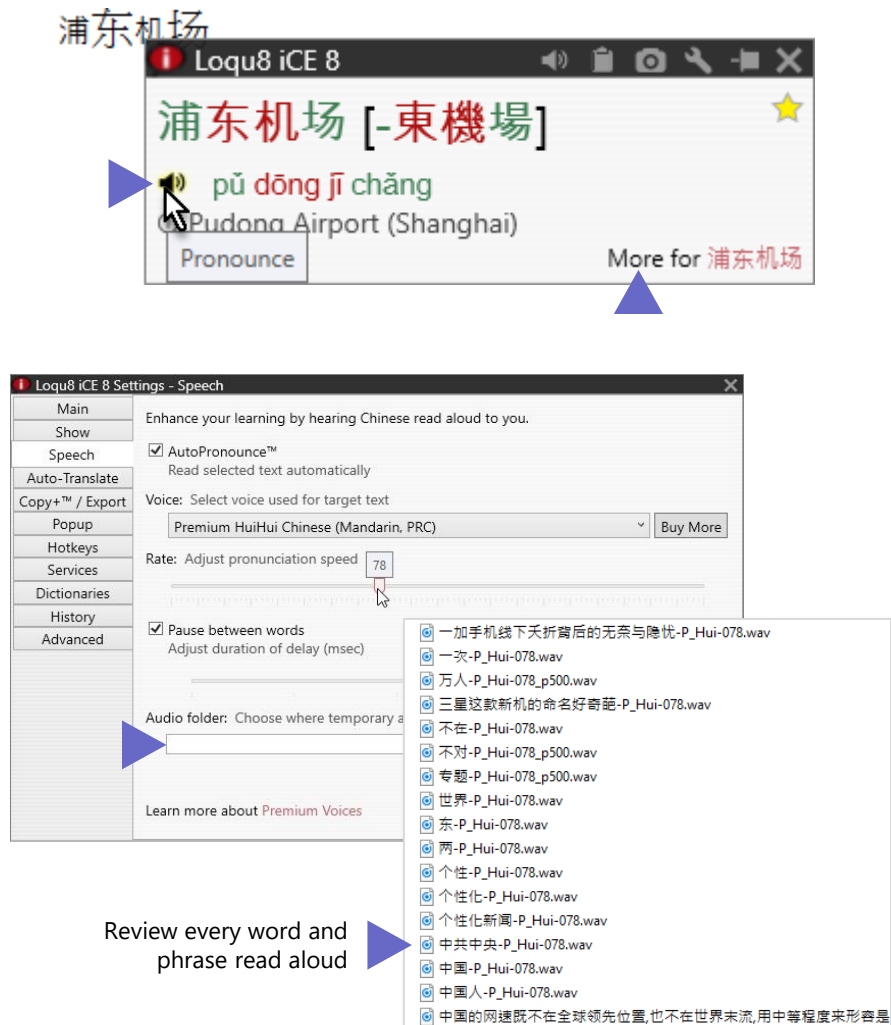 浦东机场
Loqu8 iCE 8
浦东机场 [-東機場]
pǔ dōng jī chǎng
Pudong Airport (Shanghai)
Pronounce
More for 浦东机场
Loqu8 iCE 8 Settings - Speech
Main
Show
Speech
Auto-Translate
Copy+™ / Export
Popup
Hotkeys
Services
Dictionaries
History
Advanced
Enhance your learning by hearing Chinese read aloud to you.
AutoPronounce™
Read selected text automatically
Voice: Select voice used for target text
Premium HuiHui Chinese (Mandarin, PRC)
Buy More
Rate: Adjust pronunciation speed
78
Pause between words
Adjust duration of delay (msec)
Audio folder: Choose where temporary a
Learn more about Premium Voices
一加手机线下夭折背后的无奈与隐忧-P_Hui-078.wav
一次-P_Hui-078.wav
万人-P_Hui-078_p500.wav
三星这款新机的命名好奇葩-P_Hui-078.wav
不在-P_Hui-078.wav
不对-P_Hui-078_p500.wav
专题-P_Hui-078_p500.wav
世界-P_Hui-078.wav
东-P_Hui-078.wav
两-P_Hui-078.wav
个性-P_Hui-078.wav
个性化-P_Hui-078.wav
个性化新闻-P_Hui-078.wav
中共中央-P_Hui-078.wav
中国-P_Hui-078.wav
中国人-P_Hui-078.wav
中国的网速既不在全球领先位置,也不在世界末流,用中等程度来形容是
Review every word and
phrase read aloud